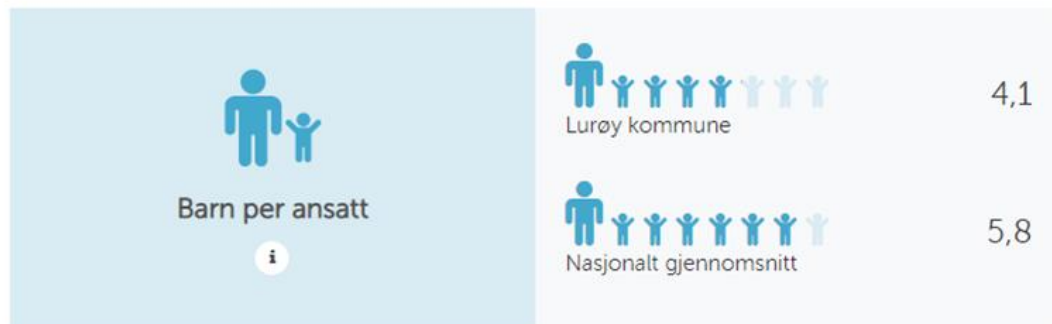 Barn per ansatt
i
4,1
Lurøy kommune
5,8
Nasjonalt gjennomsnitt